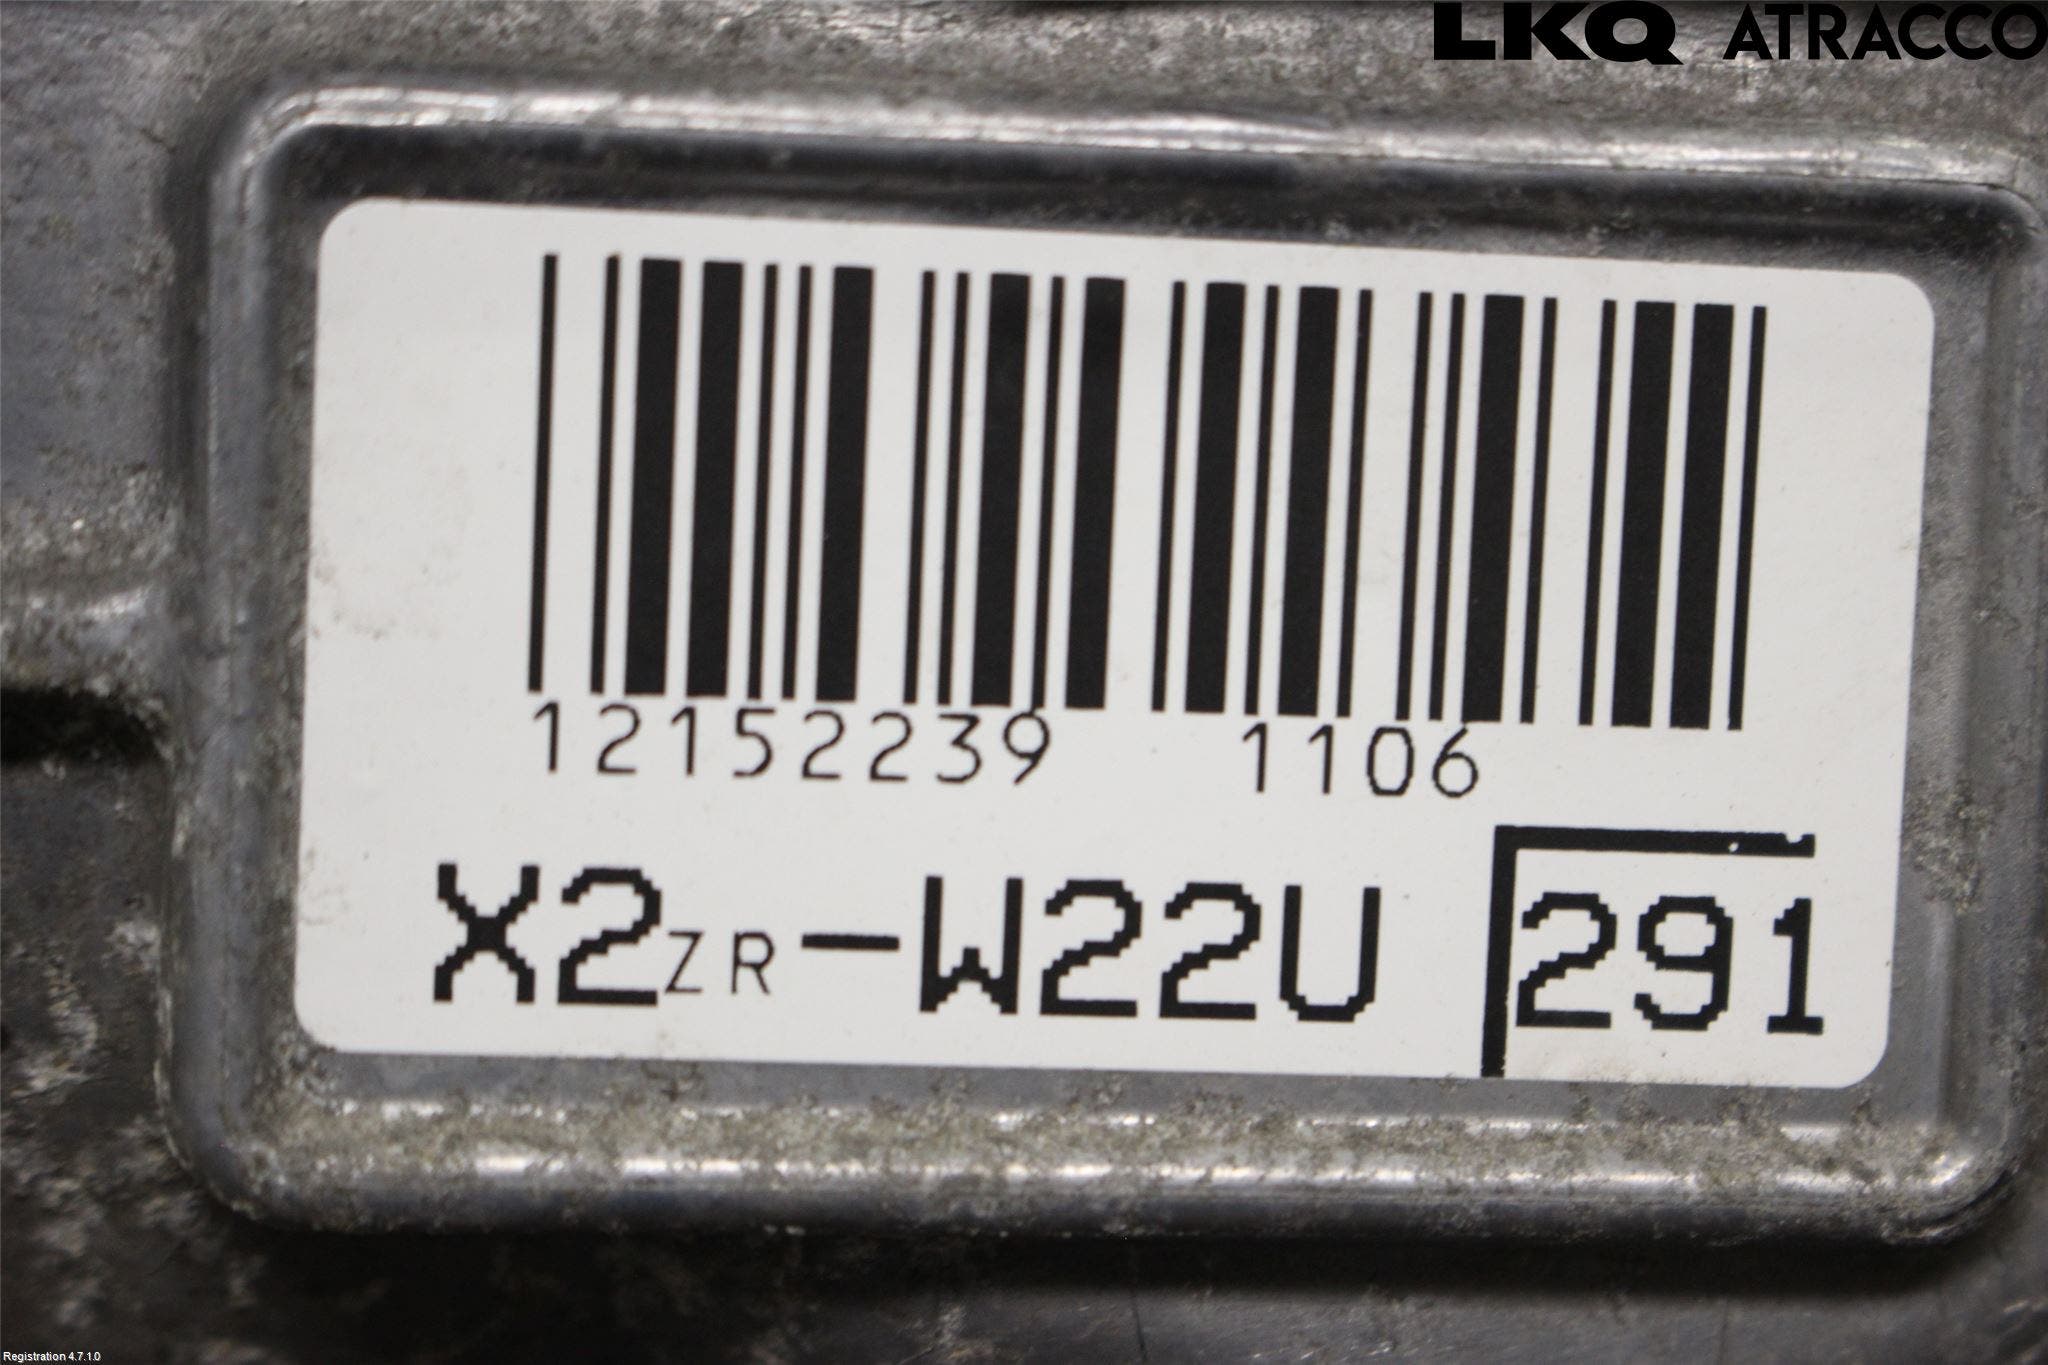 LKQ ATRACCO
12152239 1106
X2ZR-W22U 291
Registration 4.7.1.0